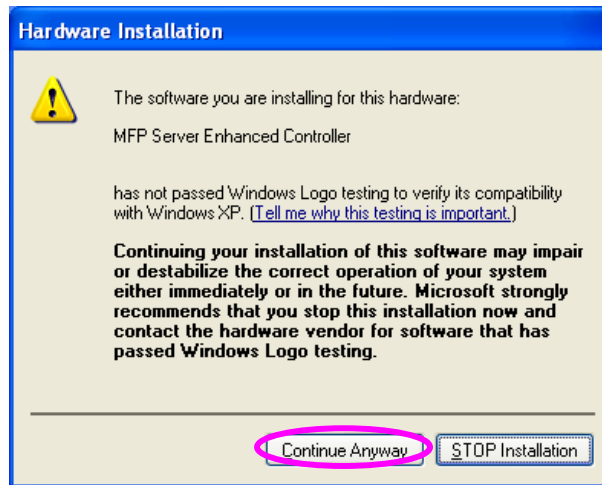 Hardware Installation
The software you are installing for this hardware:
MFP Server Enhanced Controller
has not passed Windows Logo testing to verify its compatibility
with Windows XP. (Tell me why this testing is important.)
Continuing your installation of this software may impair
or destabilize the correct operation of your system
either immediately or in the future. Microsoft strongly
recommends that you stop this installation now and
contact the hardware vendor for software that has
passed Windows Logo testing.
Continue Anyway STOP Installation